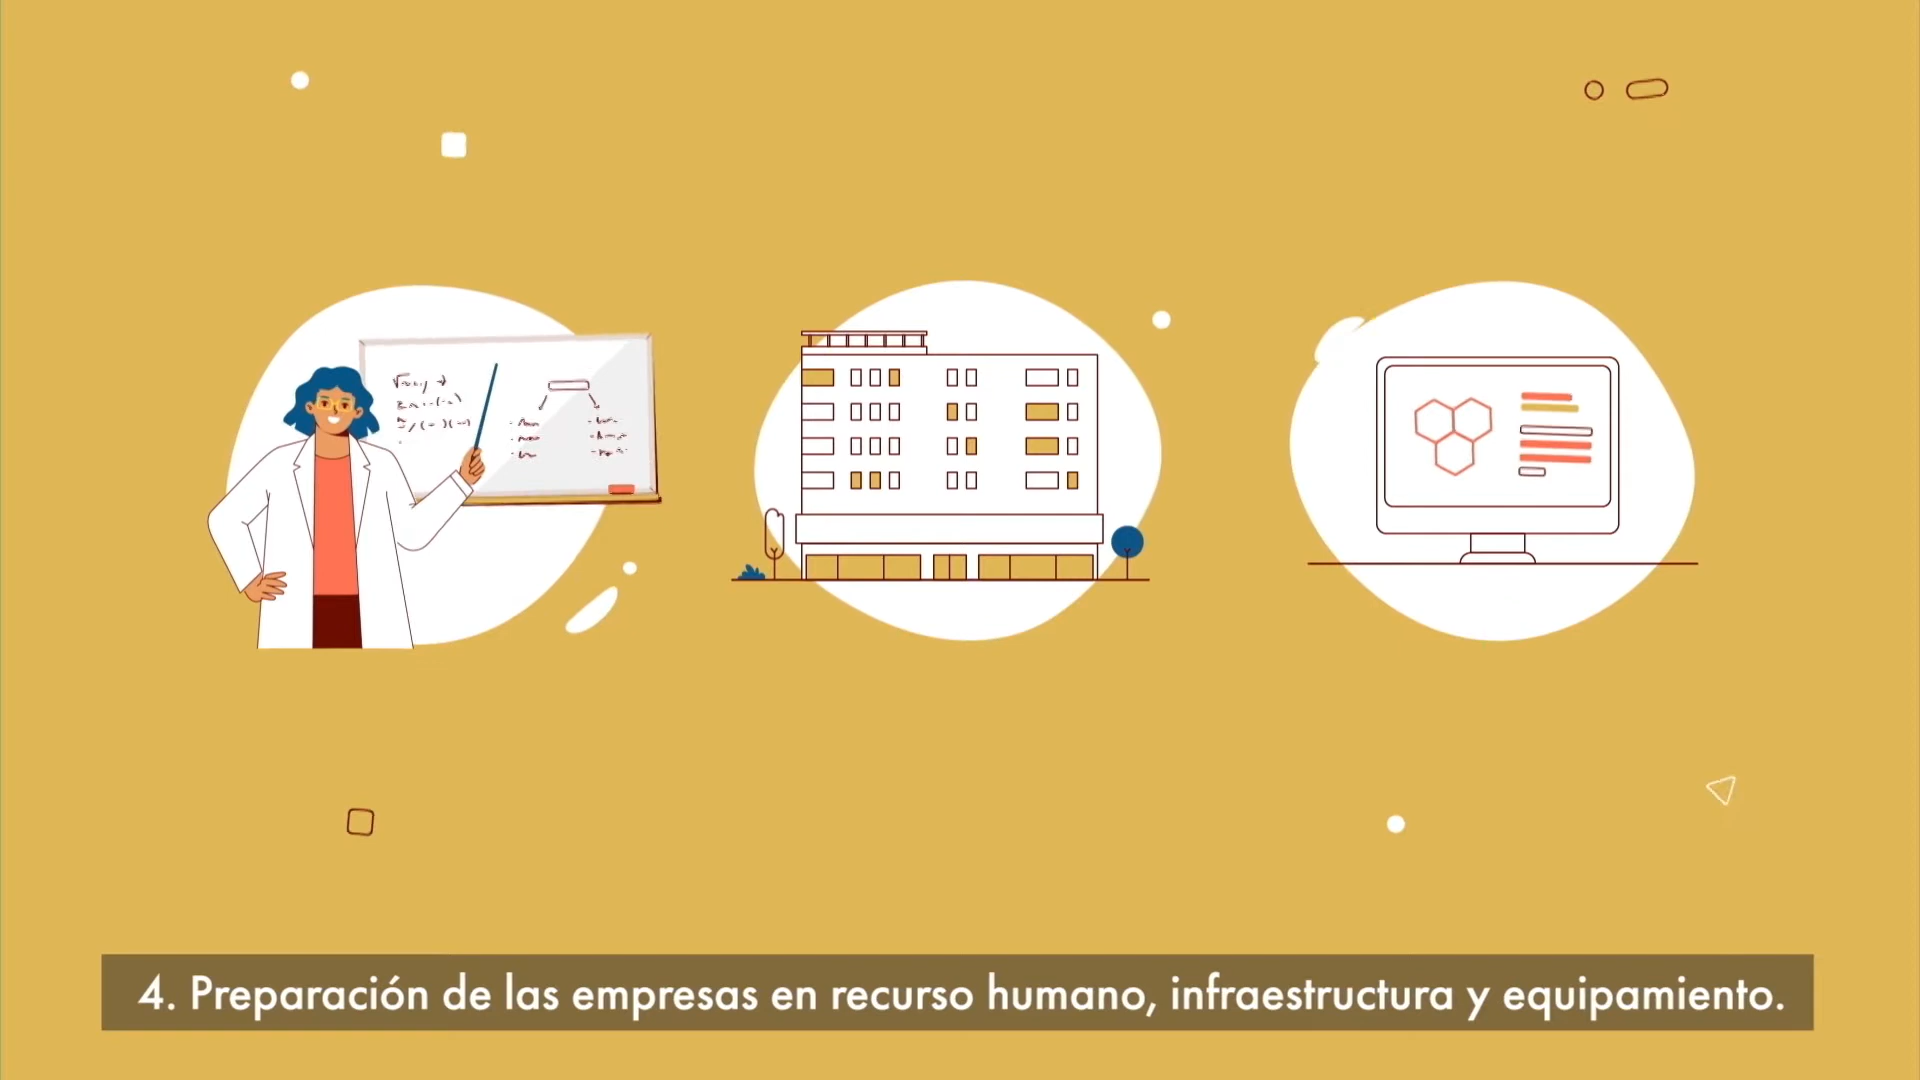 4. Preparación de las empresas en recurso humano, infraestructura y equipamiento.